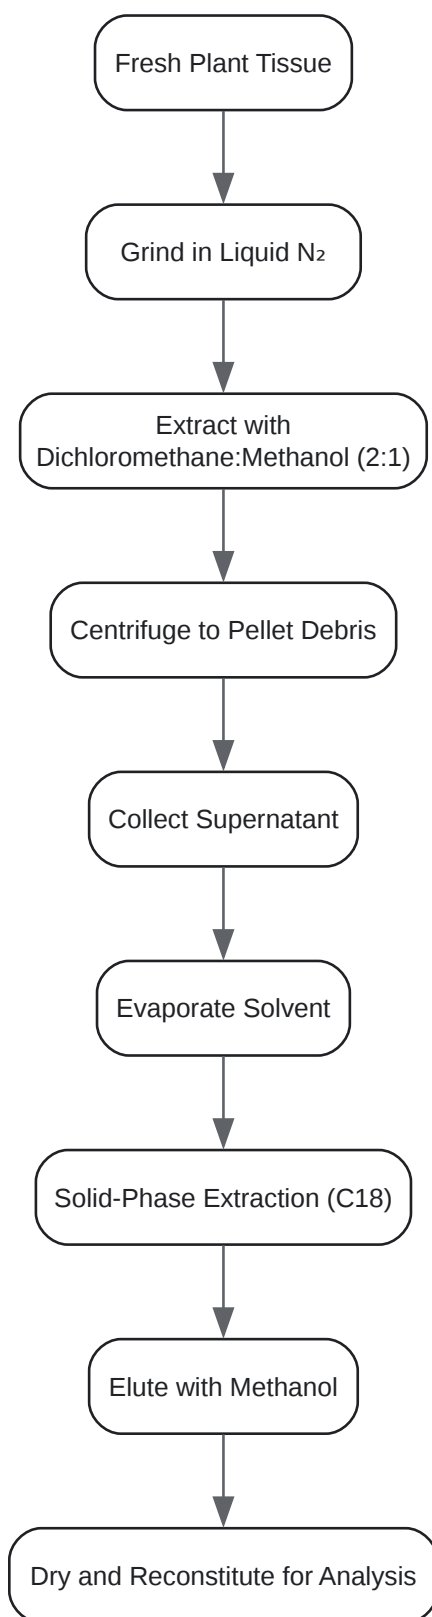 Fresh Plant Tissue
Grind in Liquid N₂
Extract with
Dichloromethane:Methanol (2:1)
Centrifuge to Pellet Debris
Collect Supernatant
Evaporate Solvent
Solid-Phase Extraction (C18)
Elute with Methanol
Dry and Reconstitute for Analysis